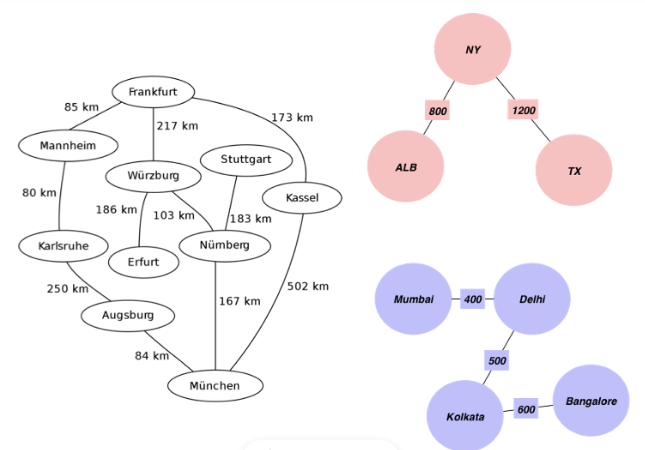 Frankfurt
85 km
217 km
173 km
Mannheim
Stuttgart
Würzburg
80 km
186 km
103 km
183 km
Kassel
Karlsruhe
Erfurt
Nürnberg
250 km
167 km
502 km
Augsburg
84 km
München
NY
800
1200
ALB
TX
Mumbai
400
Delhi
500
Kolkata
600
Bangalore